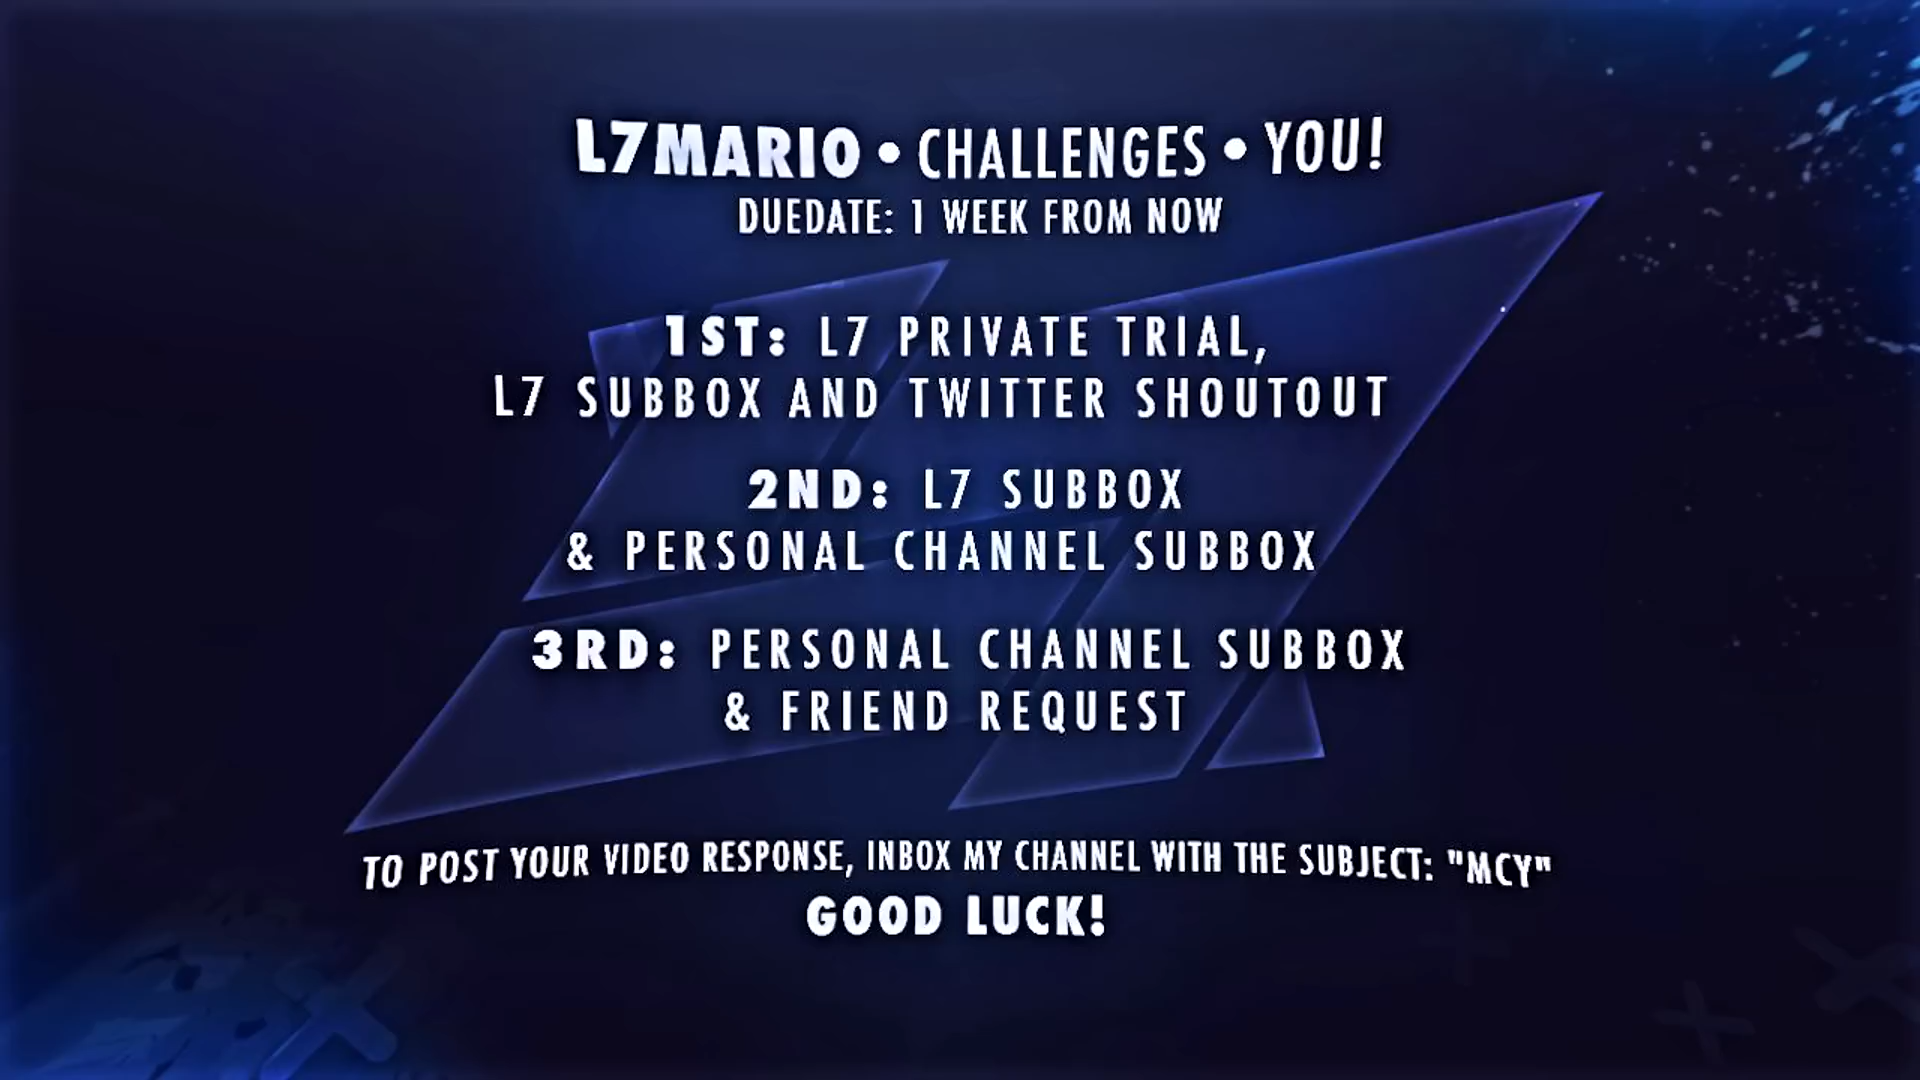 L7MARIO • CHALLENGES • YOU!
DUEDATE: 1 WEEK FROM NOW
1ST: L7 PRIVATE TRIAL,
L7 SUBBOX AND TWITTER SHOUTOUT
2ND: L7 SUBBOX
& PERSONAL CHANNEL SUBBOX
3RD: PERSONAL CHANNEL SUBBOX
& FRIEND REQUEST
TO POST YOUR VIDEO RESPONSE, INBOX MY CHANNEL WITH THE SUBJECT: "MCY"
GOOD LUCK!